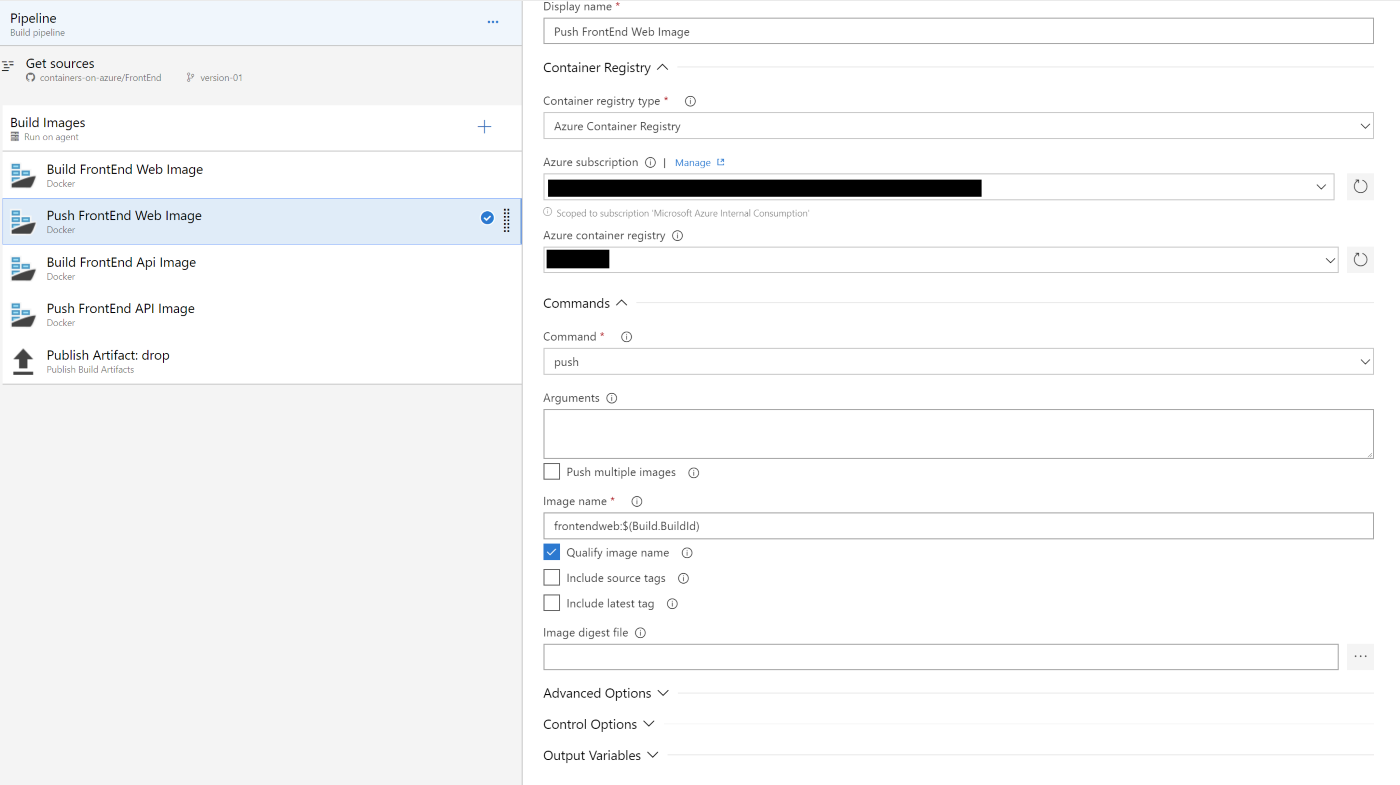 Pipeline
Build pipeline
Get sources
containers-on-azure/FrontEnd version-01
Build Images
Run on agent
Build FrontEnd Web Image
Docker
Push FrontEnd Web Image
Docker
Build FrontEnd Api Image
Docker
Push FrontEnd API Image
Docker
Publish Artifact: drop
Publish Build Artifacts
Display name *
Push FrontEnd Web Image
Container Registry
Container registry type *
Azure Container Registry
Azure subscription | Manage
Scoped to subscription 'Microsoft Azure Internal Consumption'
Azure container registry
Commands
Command *
push
Arguments
Push multiple images
Image name *
frontendweb:$(Build.BuildId)
Qualify image name
Include source tags
Include latest tag
Image digest file
Advanced Options
Control Options
Output Variables